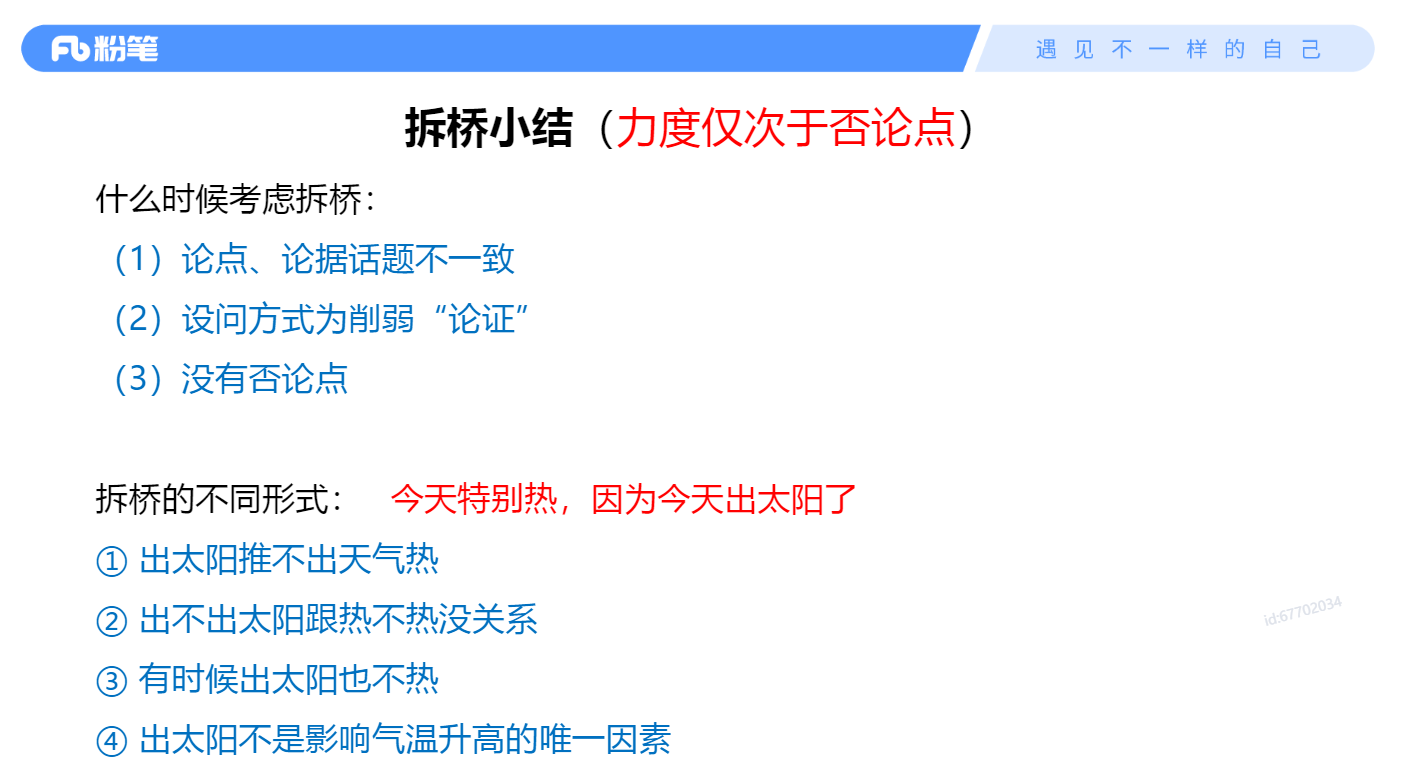 粉笔
遇见不一样的自己
拆桥小结（力度仅次于否论点）
什么时候考虑拆桥：
（1）论点、论据话题不一致
（2）设问方式为削弱“论证”
（3）没有否论点
拆桥的不同形式： 今天特别热，因为今天出太阳了
① 出太阳推不出天气热
② 出不出太阳跟热不热没关系
③ 有时候出太阳也不热
④ 出太阳不是影响气温升高的唯一因素
id:67702034